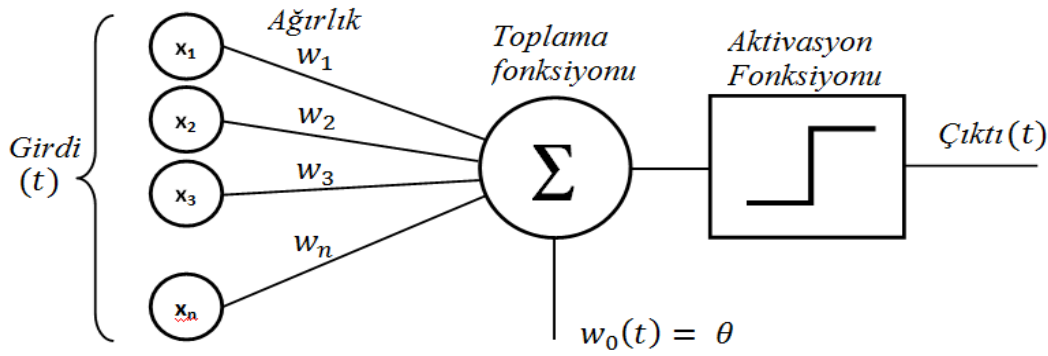 Girdi
(t)
x₁
x₂
x₃
xₙ
Ağırlık
w₁
w₂
w₃
wₙ
Toplama
fonksiyonu
Σ
w₀(t) = θ
Aktivasyon
Fonksiyonu
Çıktı(t)